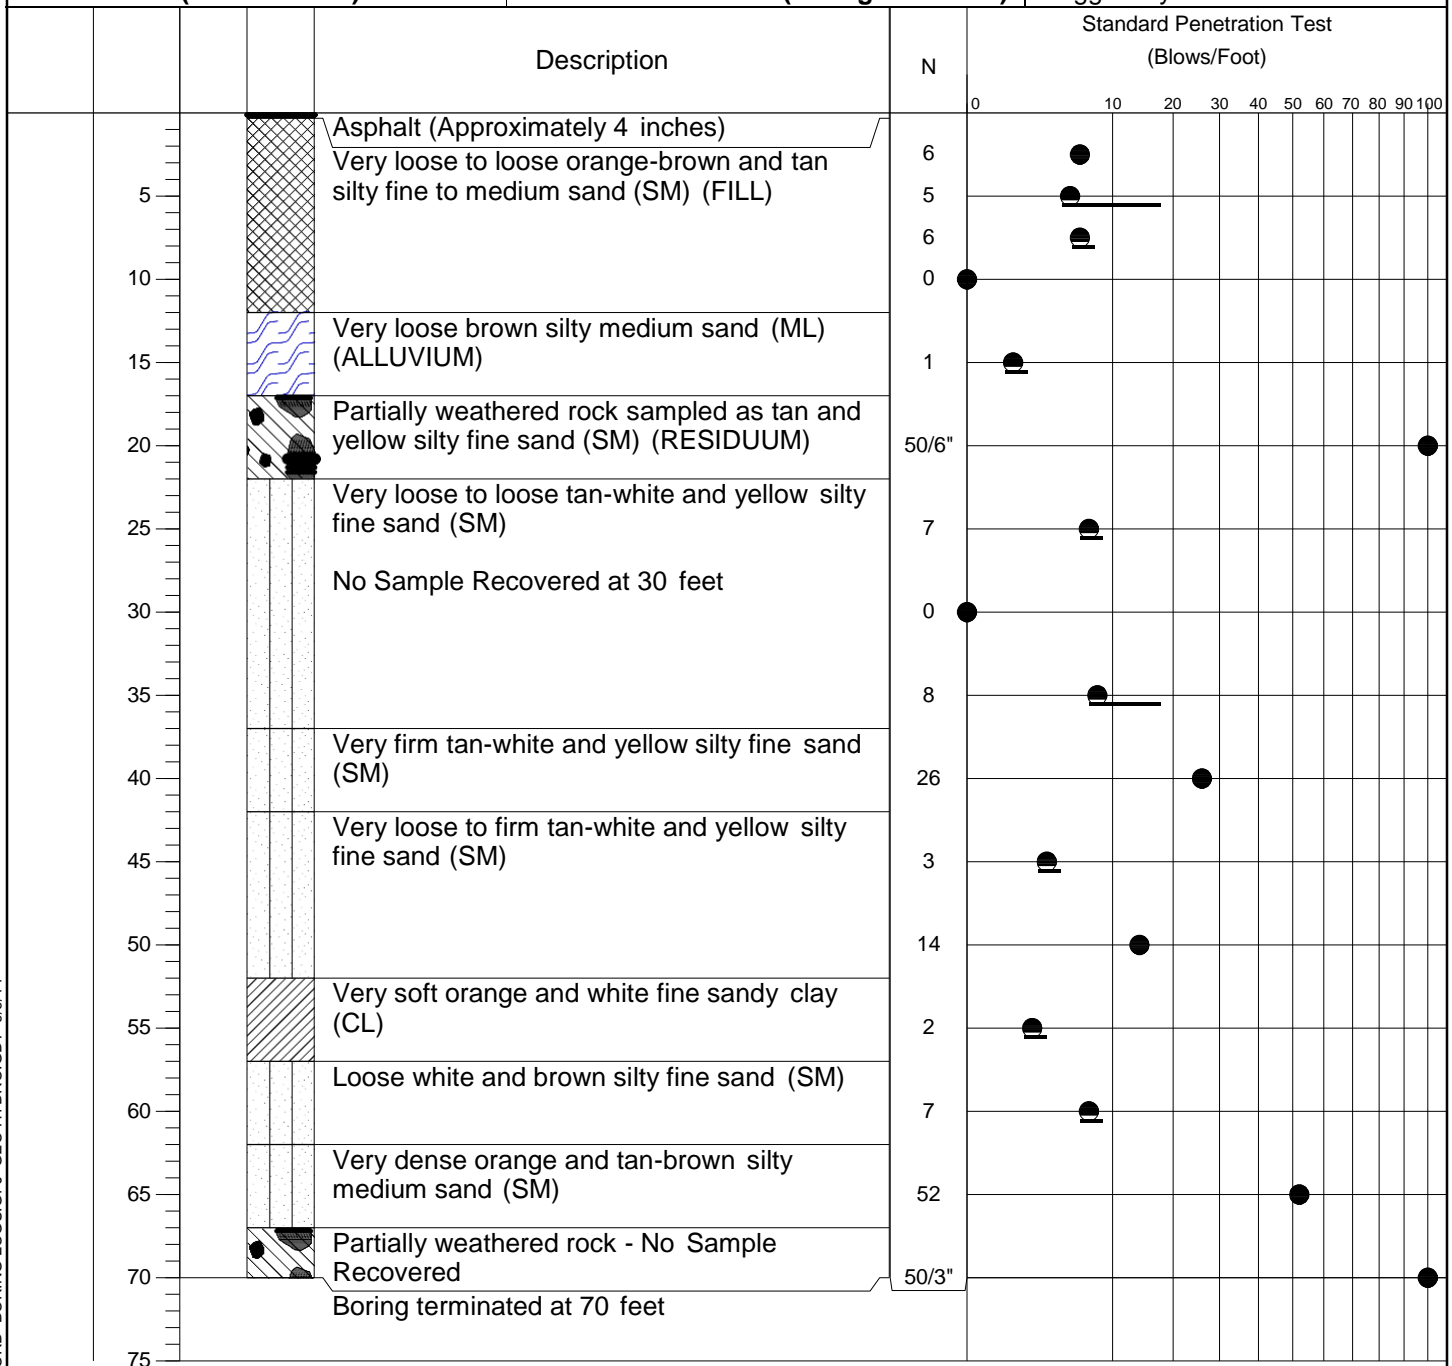 Standard Penetration Test
(Blows/Foot)
Description
N
0 10 20 30 40 50 60 70 80 90 100
Asphalt (Approximately 4 inches)
Very loose to loose orange-brown and tan
silty fine to medium sand (SM) (FILL)
6
5
5
6
10
0
Very loose brown silty medium sand (ML)
(ALLUVIUM)
15
1
Partially weathered rock sampled as tan and
yellow silty fine sand (SM) (RESIDUUM)
20
50/6"
Very loose to loose tan-white and yellow silty
fine sand (SM)
25
7
No Sample Recovered at 30 feet
30
0
35
8
Very firm tan-white and yellow silty fine sand
(SM)
40
26
Very loose to firm tan-white and yellow silty
fine sand (SM)
45
3
50
14
Very soft orange and white fine sandy clay
(CL)
55
2
Loose white and brown silty fine sand (SM)
60
7
Very dense orange and tan-brown silty
medium sand (SM)
65
52
Partially weathered rock - No Sample
Recovered
70
50/3"
Boring terminated at 70 feet
75